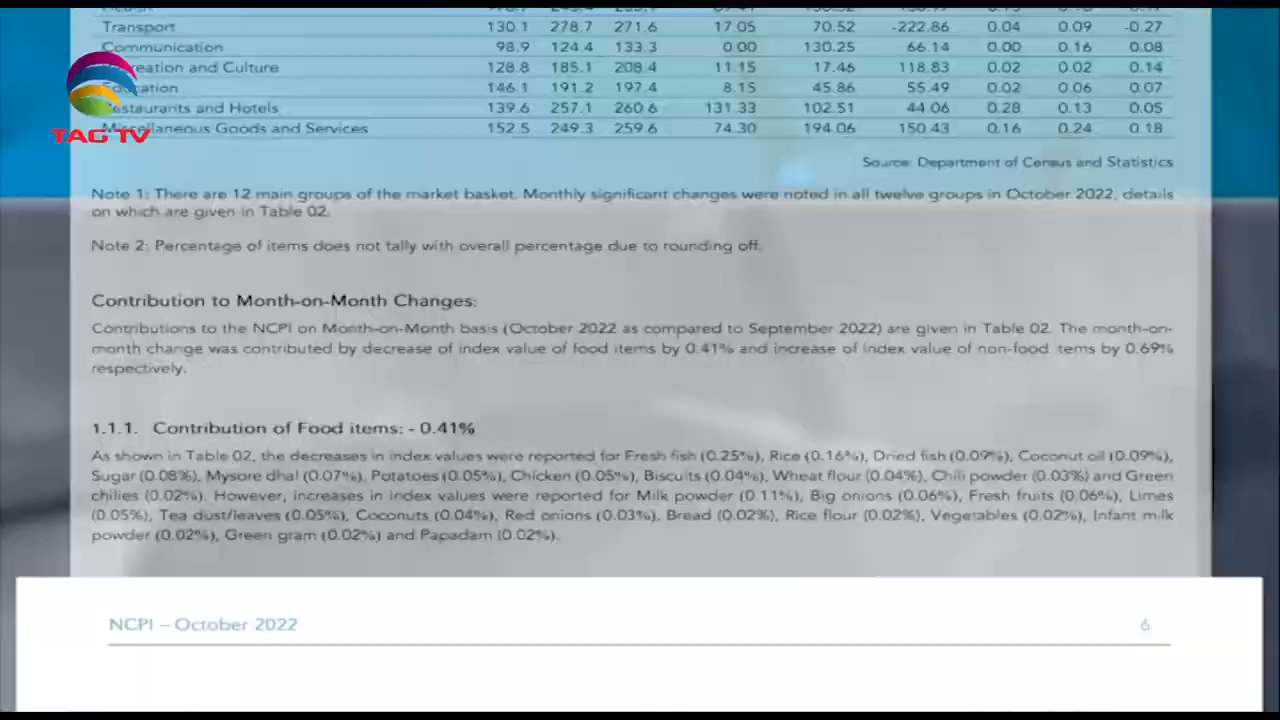 Transport 130.1 278.7 271.6 17.05 70.52 -222.86 0.04 0.09 -0.27
Communication 98.9 124.4 133.3 0.00 130.25 66.14 0.00 0.16 0.08
Recreation and Culture 128.8 185.1 208.4 11.15 17.46 118.83 0.02 0.02 0.14
Education 146.1 191.2 197.4 8.15 45.86 55.49 0.02 0.06 0.07
Restaurants and Hotels 139.6 257.1 260.6 131.33 102.51 44.06 0.28 0.13 0.05
Miscellaneous Goods and Services 152.5 249.3 259.6 74.30 194.06 150.43 0.16 0.24 0.18
TAG TV
Source: Department of Census and Statistics
Note 1: There are 12 main groups of the market basket. Monthly significant changes were noted in all twelve groups in October 2022, details
on which are given in Table 02.
Note 2: Percentage of items does not tally with overall percentage due to rounding off.
Contribution to Month-on-Month Changes:
Contributions to the NCPI on Month-on-Month basis (October 2022 as compared to September 2022) are given in Table 02. The month-on-
month change was contributed by decrease of index value of food items by 0.41% and increase of index value of non-food items by 0.69%
respectively.
1.1.1. Contribution of Food items: - 0.41%
As shown in Table 02, the decreases in index values were reported for Fresh fish (0.25%), Rice (0.16%), Dried fish (0.09%), Coconut oil (0.09%),
Sugar (0.08%), Mysore dhal (0.07%), Potatoes (0.05%), Chicken (0.05%), Biscuits (0.04%), Wheat flour (0.04%), Chili powder (0.03%) and Green
chilies (0.02%). However, increases in index values were reported for Milk powder (0.11%), Big onions (0.06%), Fresh fruits (0.06%), Limes
(0.05%), Tea dust/leaves (0.05%), Coconuts (0.04%), Red onions (0.03%), Bread (0.02%), Rice flour (0.02%), Vegetables (0.02%), Infant milk
powder (0.02%), Green gram (0.02%) and Papadam (0.02%).
NCPI – October 2022 6